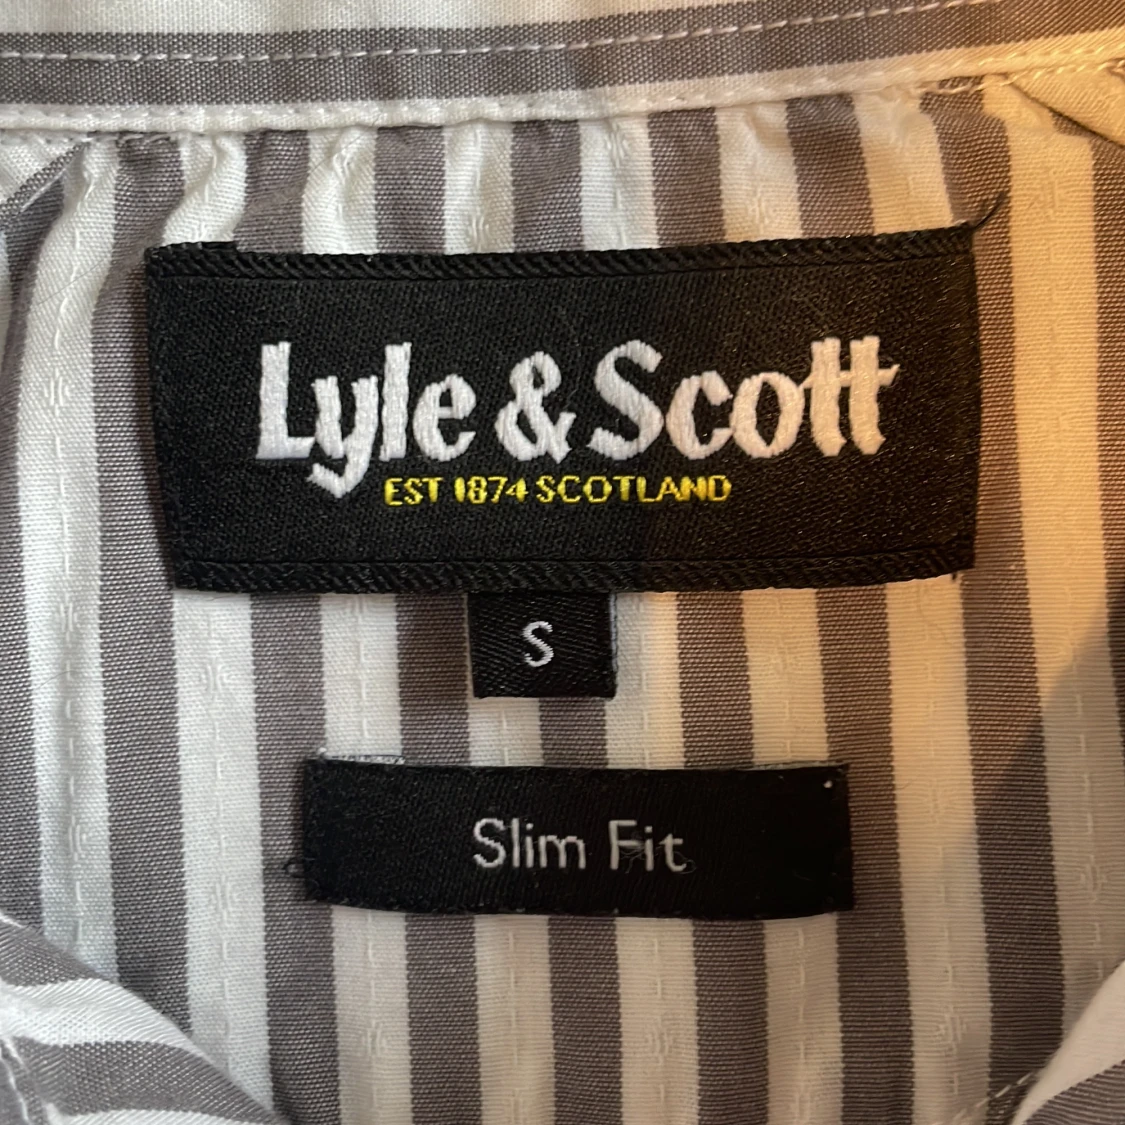 Lyle & Scott
EST 1874 SCOTLAND
S
Slim Fit